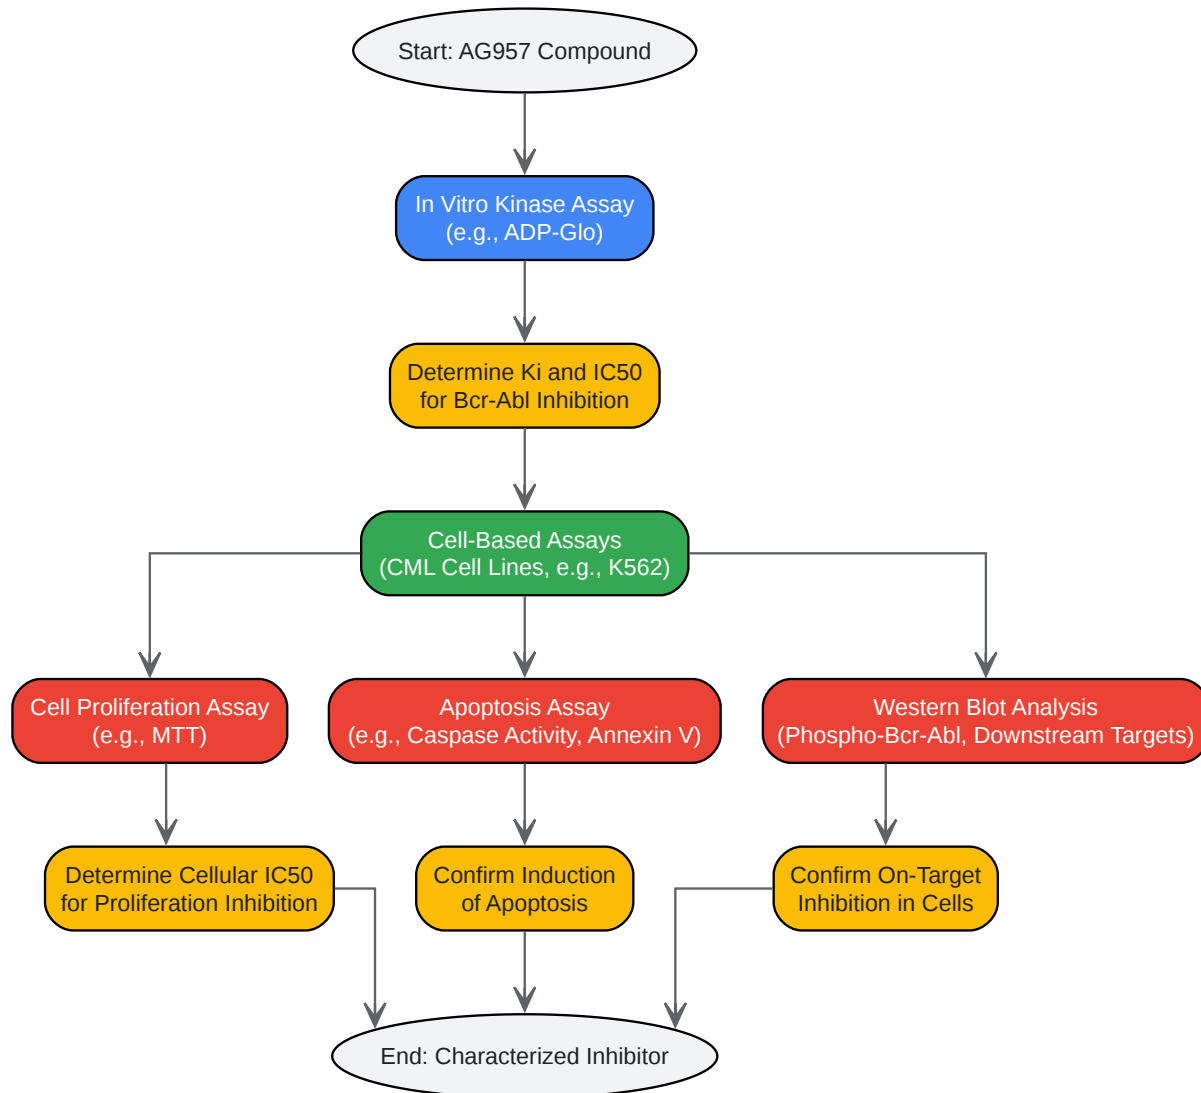 Start: AG957 Compound
In Vitro Kinase Assay
(e.g., ADP-Glo)
Determine Ki and IC50
for Bcr-Abl Inhibition
Cell-Based Assays
(CML Cell Lines, e.g., K562)
Cell Proliferation Assay
(e.g., MTT)
Apoptosis Assay
(e.g., Caspase Activity, Annexin V)
Western Blot Analysis
(Phospho-Bcr-Abl, Downstream Targets)
Determine Cellular IC50
for Proliferation Inhibition
Confirm Induction
of Apoptosis
Confirm On-Target
Inhibition in Cells
End: Characterized Inhibitor